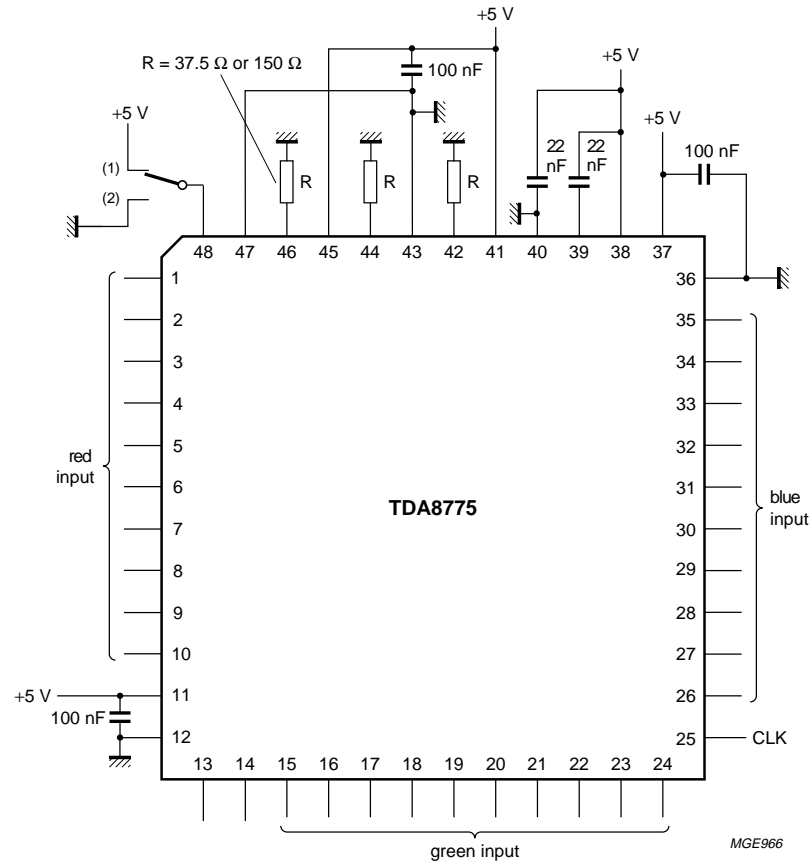 +5 V
R = 37.5 Ω or 150 Ω
100 nF
+5 V
+5 V
+5 V
100 nF
(1)
(2)
R
R
R
22
nF
22
nF
48
47
46
45
44
43
42
41
40
39
38
37
1
2
3
4
5
6
7
8
9
10
11
12
red
input
+5 V
100 nF
TDA8775
36
35
34
33
32
31
30
29
28
27
26
25
blue
input
CLK
13
14
15
16
17
18
19
20
21
22
23
24
green input
MGE966